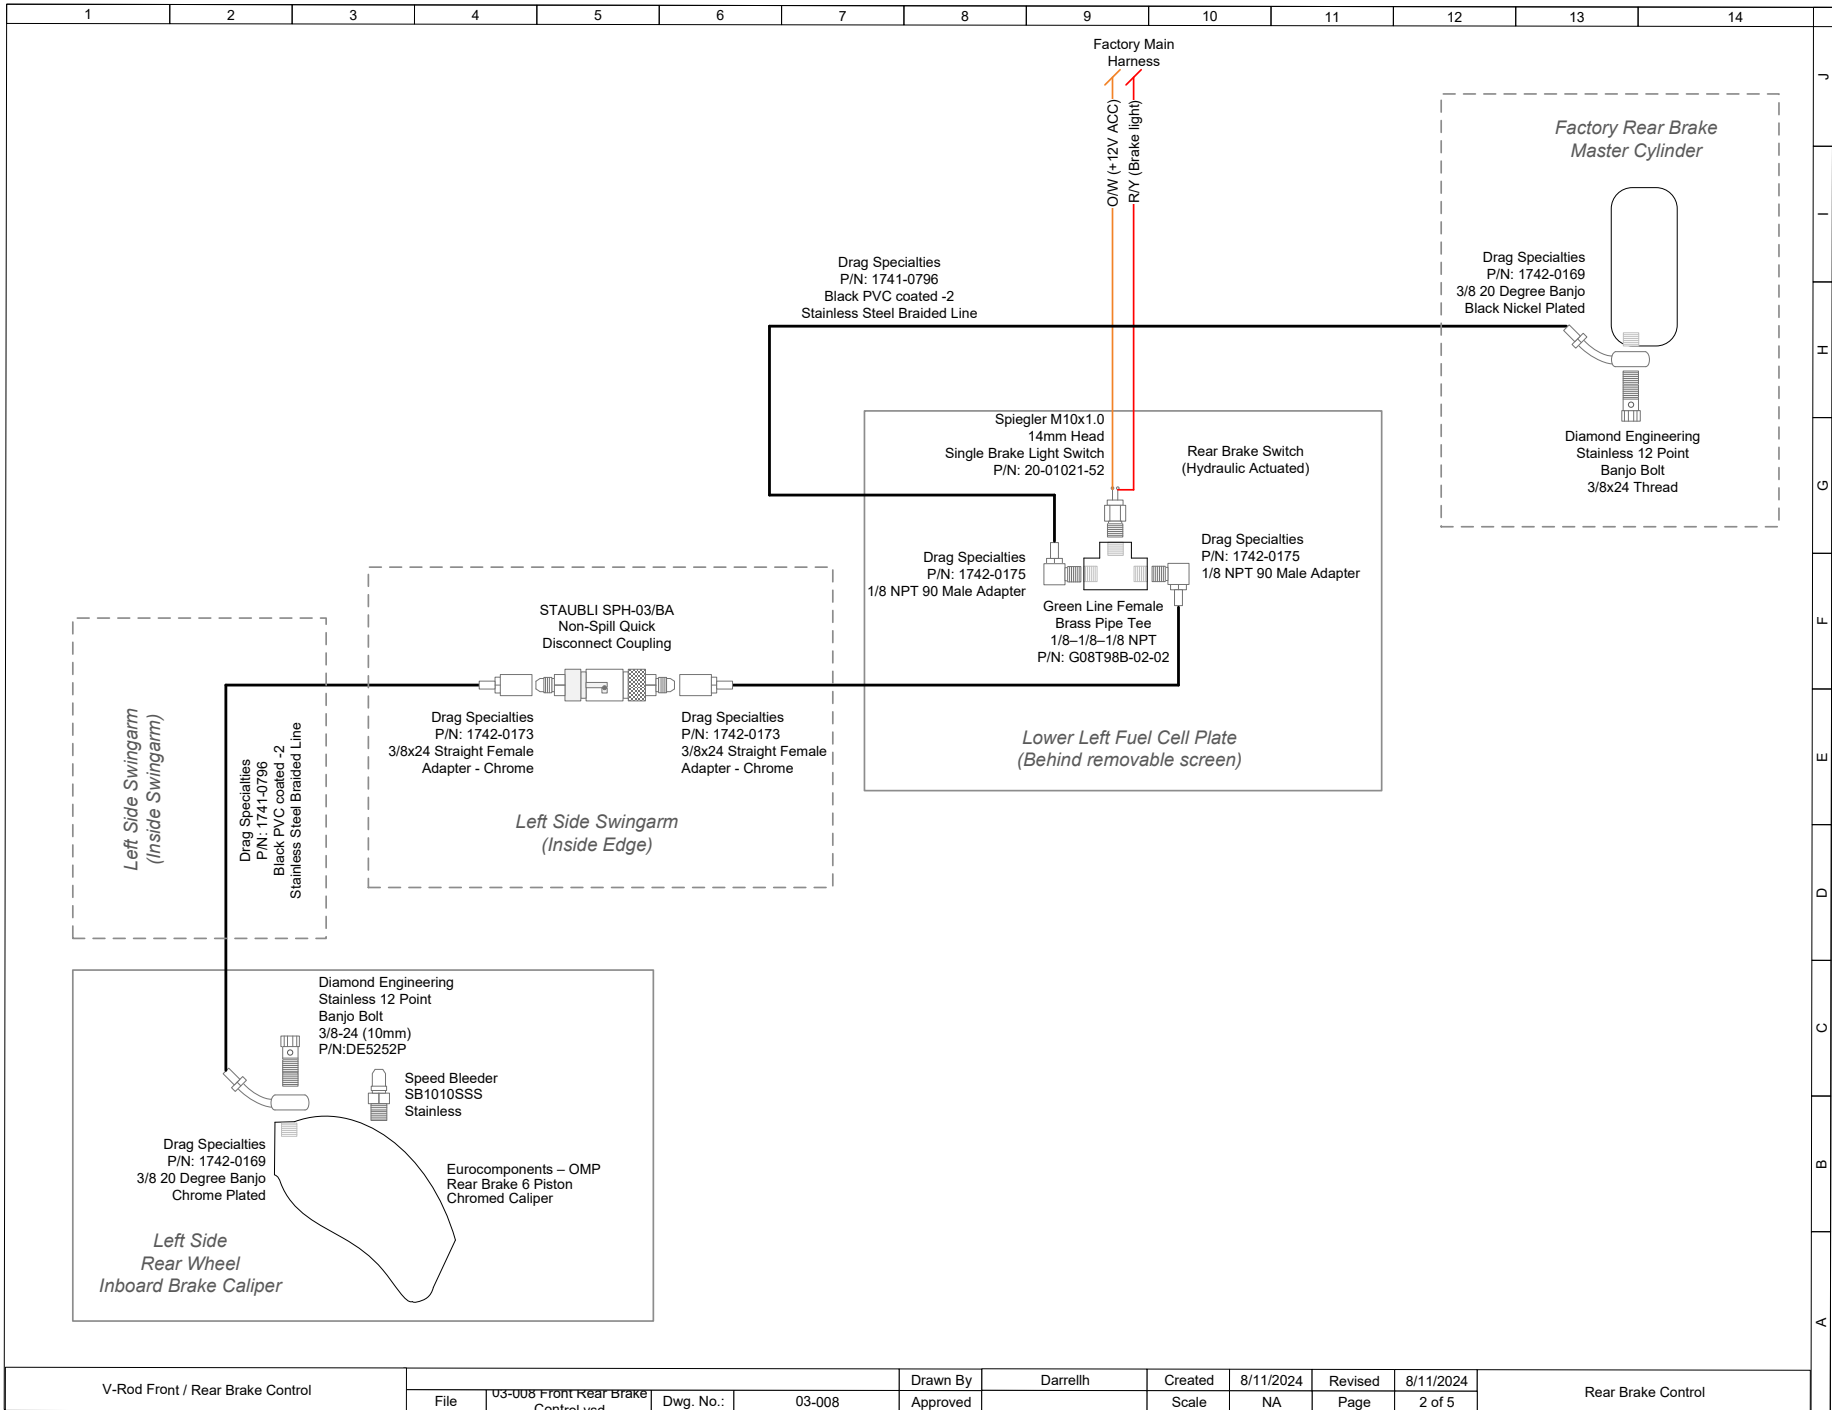 1 2 3 4 5 6 7 8 9 10 11 12 13 14
J
I
H
G
F
E
D
C
B
A
Factory Main
Harness
O/W (+12V ACC)
R/Y (Brake light)
Factory Rear Brake
Master Cylinder
Drag Specialties
P/N: 1741-0796
Black PVC coated -2
Stainless Steel Braided Line
Drag Specialties
P/N: 1742-0169
3/8 20 Degree Banjo
Black Nickel Plated
Diamond Engineering
Stainless 12 Point
Banjo Bolt
3/8x24 Thread
Spiegler M10x1.0
14mm Head
Single Brake Light Switch
P/N: 20-01021-52
Rear Brake Switch
(Hydraulic Actuated)
Drag Specialties
P/N: 1742-0175
1/8 NPT 90 Male Adapter
Drag Specialties
P/N: 1742-0175
1/8 NPT 90 Male Adapter
Green Line Female
Brass Pipe Tee
1/8–1/8–1/8 NPT
P/N: G08T98B-02-02
Lower Left Fuel Cell Plate
(Behind removable screen)
STAUBLI SPH-03/BA
Non-Spill Quick
Disconnect Coupling
Drag Specialties
P/N: 1742-0173
3/8x24 Straight Female
Adapter - Chrome
Drag Specialties
P/N: 1742-0173
3/8x24 Straight Female
Adapter - Chrome
Left Side Swingarm
(Inside Edge)
Left Side Swingarm
(Inside Swingarm)
Drag Specialties
P/N: 1741-0796
Black PVC coated -2
Stainless Steel Braided Line
Diamond Engineering
Stainless 12 Point
Banjo Bolt
3/8-24 (10mm)
P/N:DE5252P
Speed Bleeder
SB1010SSS
Stainless
Drag Specialties
P/N: 1742-0169
3/8 20 Degree Banjo
Chrome Plated
Eurocomponents – OMP
Rear Brake 6 Piston
Chromed Caliper
Left Side
Rear Wheel
Inboard Brake Caliper
V-Rod Front / Rear Brake Control
File
03-008 Front Rear Brake
Control.vsd
Dwg. No.:
03-008
Drawn By
Darrellh
Created
8/11/2024
Revised
8/11/2024
Approved
Scale
NA
Page
2 of 5
Rear Brake Control